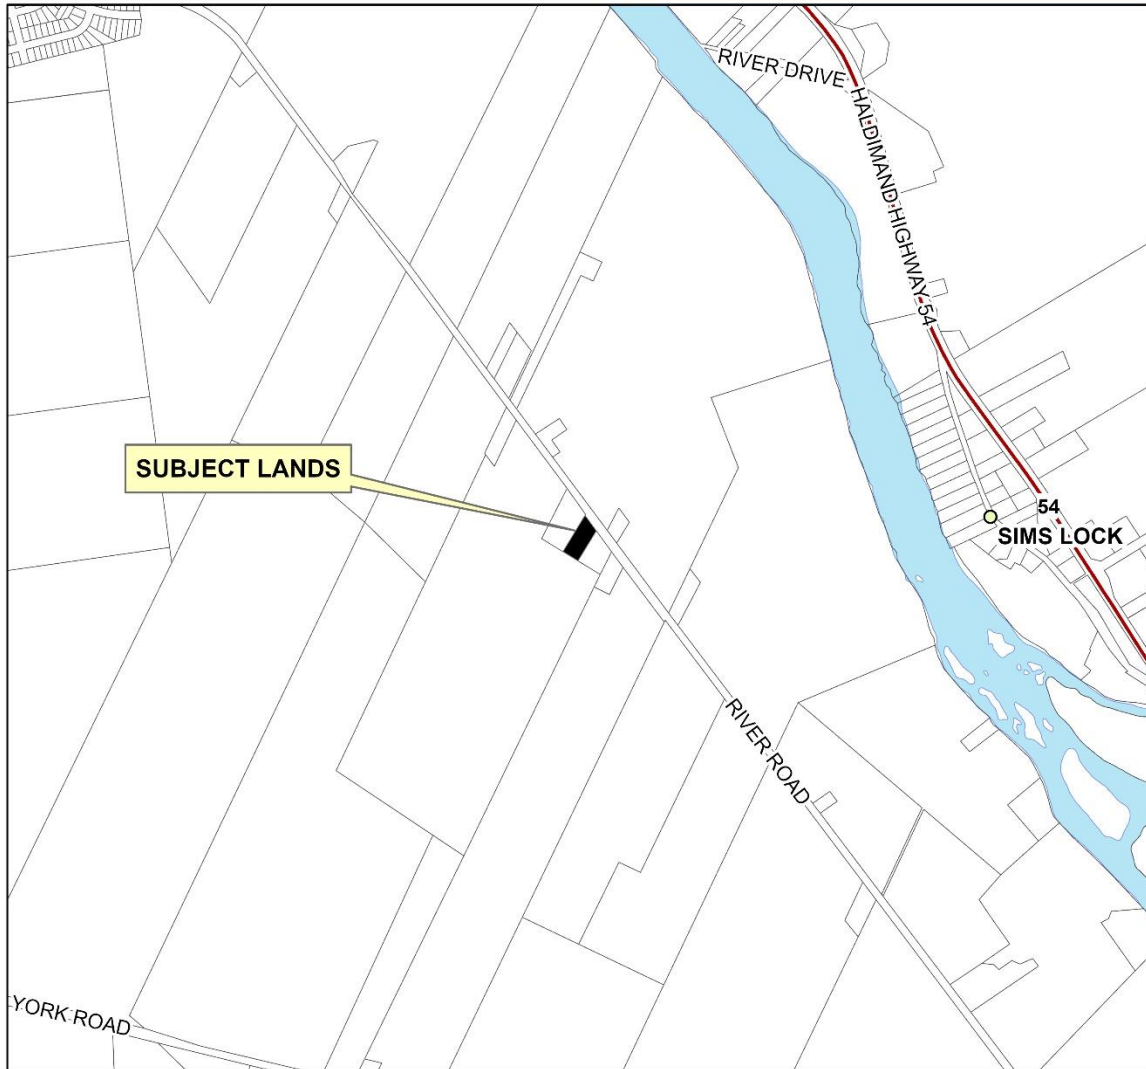 RIVER DRIVE
HALDIMAND HIGHWAY 54
SUBJECT LANDS
54
SIMS LOCK
RIVER ROAD
YORK ROAD